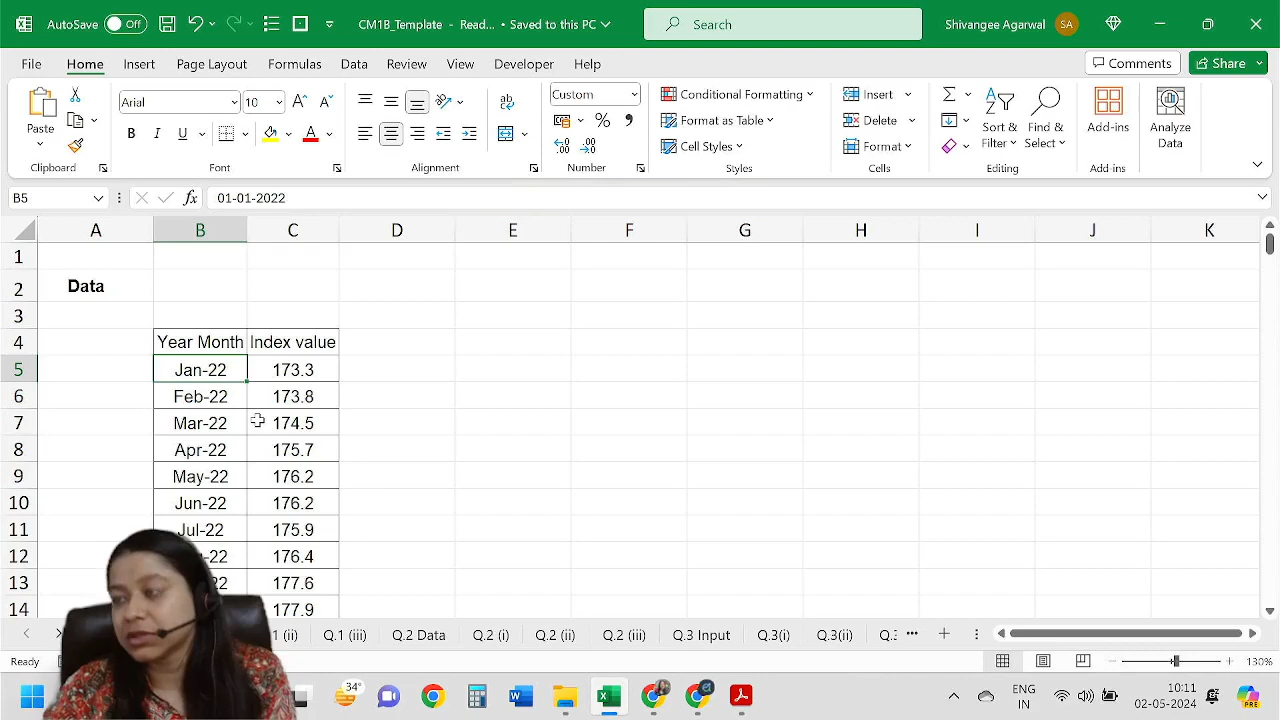 AutoSave Off CM1B_Template - Read... • Saved to this PC Search Shivangee Agarwal SA
File Home Insert Page Layout Formulas Data Review View Developer Help Comments Share
Paste Arial 10 Custom Conditional Formatting Format as Table Cell Styles Insert Delete Format Sort & Filter Find & Select Add-ins Analyze Data
Clipboard Font Alignment Number Styles Cells Editing Add-ins
B5 fx 01-01-2022
A B C D E F G H I J K
1
2 Data
3
4 Year Month Index value
5 Jan-22 173.3
6 Feb-22 173.8
7 Mar-22 174.5
8 Apr-22 175.7
9 May-22 176.2
10 Jun-22 176.2
11 Jul-22 175.9
12 176.4
13 177.6
14 177.9
1 (ii) Q.1 (iii) Q.2 Data Q.2 (i) Q.2 (ii) Q.2 (iii) Q.3 Input Q.3(i) Q.3(ii) Q.:
Ready 130%
34° ENG 10:11
IN 02-05-2024 PRE